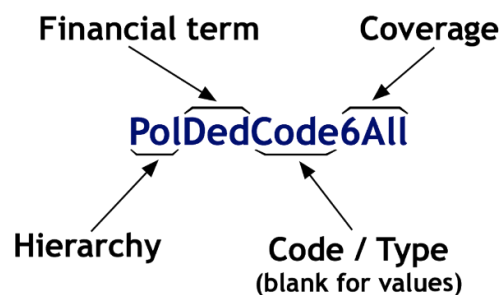 Financial term
Coverage
PolDedCode6All
Hierarchy
Code / Type
(blank for values)